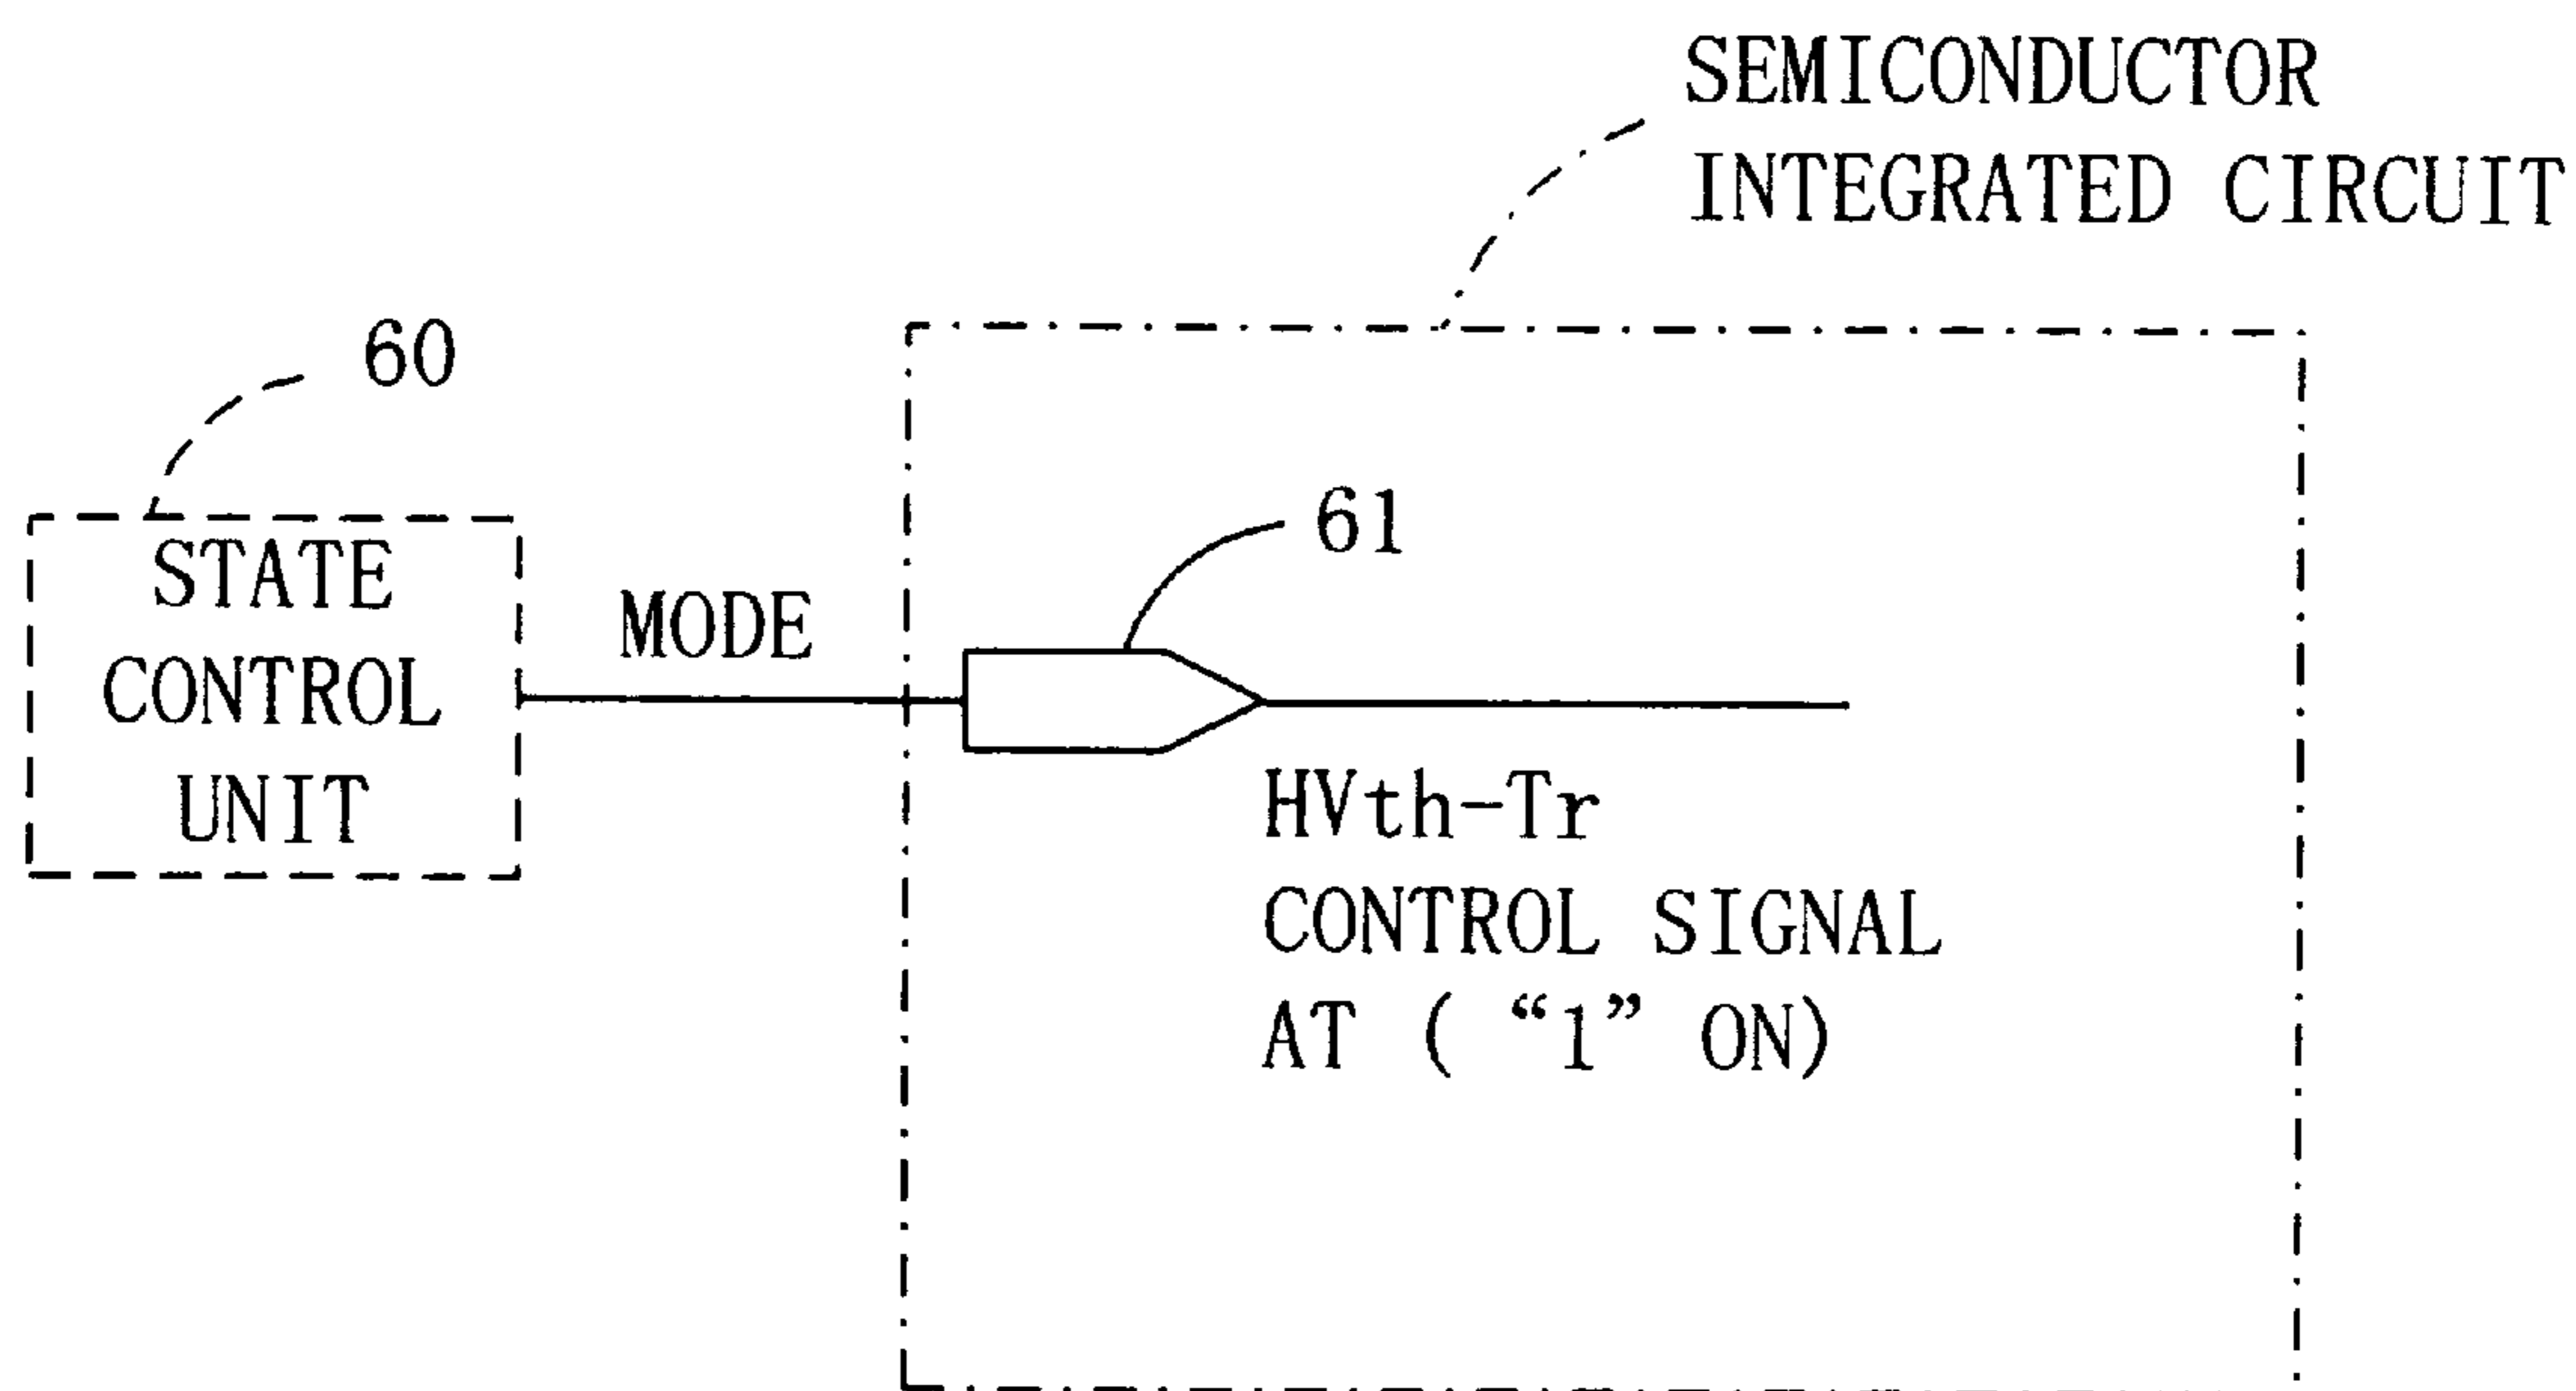 SEMICONDUCTOR
INTEGRATED CIRCUIT
60
61
STATE
CONTROL
UNIT
MODE
HVth-Tr
CONTROL SIGNAL
AT ( “1” ON)